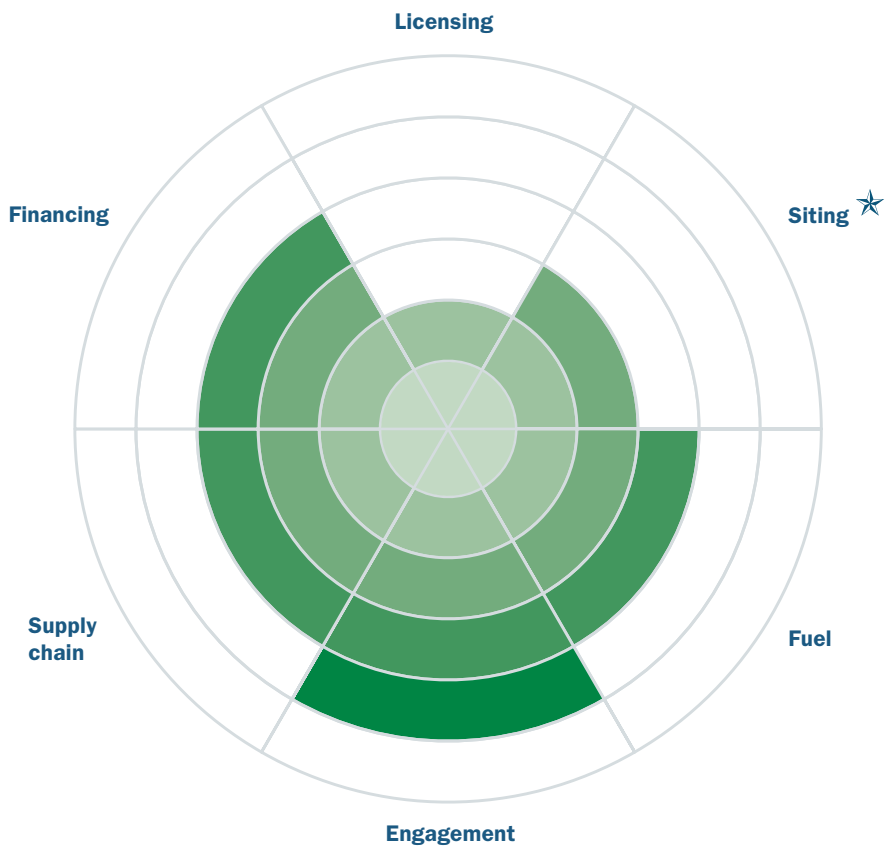 Licensing
Financing
Siting
Supply
chain
Fuel
Engagement